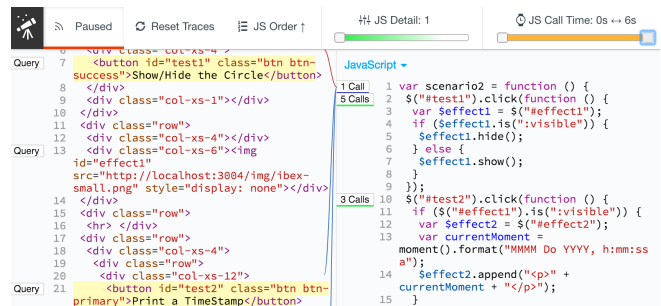 Paused
Reset Traces
JS Order ↑
JS Detail: 1
JS Call Time: 0s ↔ 6s
6 <div class="col-xs-4">
Query 7 <button id="test1" class="btn btn-
success">Show/Hide the Circle</button>
8 </div>
9 <div class="col-xs-1"></div>
10 </div>
11 <div class="row">
12 <div class="col-xs-4"></div>
Query 13 <div class="col-xs-6"><img
id="effect1"
src="http://localhost:3004/img/ibex-
small.png" style="display: none"></div>
14 </div>
15 <div class="row">
16 <hr> </div>
17 <div class="row">
18 <div class="col-xs-4">
19 <div class="row">
20 <div class="col-xs-12">
Query 21 <button id="test2" class="btn btn-
primary">Print a TimeStamp</button>
JavaScript
1 Call 1 var scenario2 = function () {
5 Calls 2 $("#test1").click(function () {
3 var $effect1 = $("#effect1");
4 if ($effect1.is(":visible")) {
5 $effect1.hide();
6 } else {
7 $effect1.show();
8 }
9 });
3 Calls 10 $("#test2").click(function () {
11 if ($("#effect1").is(":visible")) {
12 var $effect2 = $("#effect2");
13 var currentMoment =
moment().format("MMMM Do YYYY, h:mm:ss
a");
14 $effect2.append("<p>" +
currentMoment + "</p>");
15 }